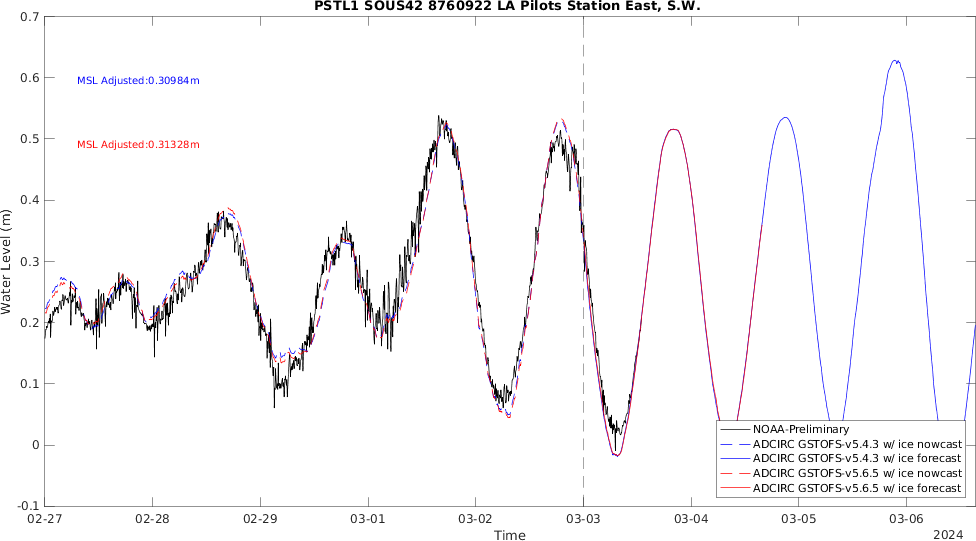 PSTL1 SOUS42 8760922 LA Pilots Station East, S.W.
0.7
0.6
0.5
0.4
0.3
0.2
0.1
0
-0.1
Water Level (m)
MSL Adjusted:0.30984m
MSL Adjusted:0.31328m
NOAA-Preliminary
ADCIRC GSTOFS-v5.4.3 w/ ice nowcast
ADCIRC GSTOFS-v5.4.3 w/ ice forecast
ADCIRC GSTOFS-v5.6.5 w/ ice nowcast
ADCIRC GSTOFS-v5.6.5 w/ ice forecast
02-27 02-28 02-29 03-01 03-02 03-03 03-04 03-05 03-06
Time
2024